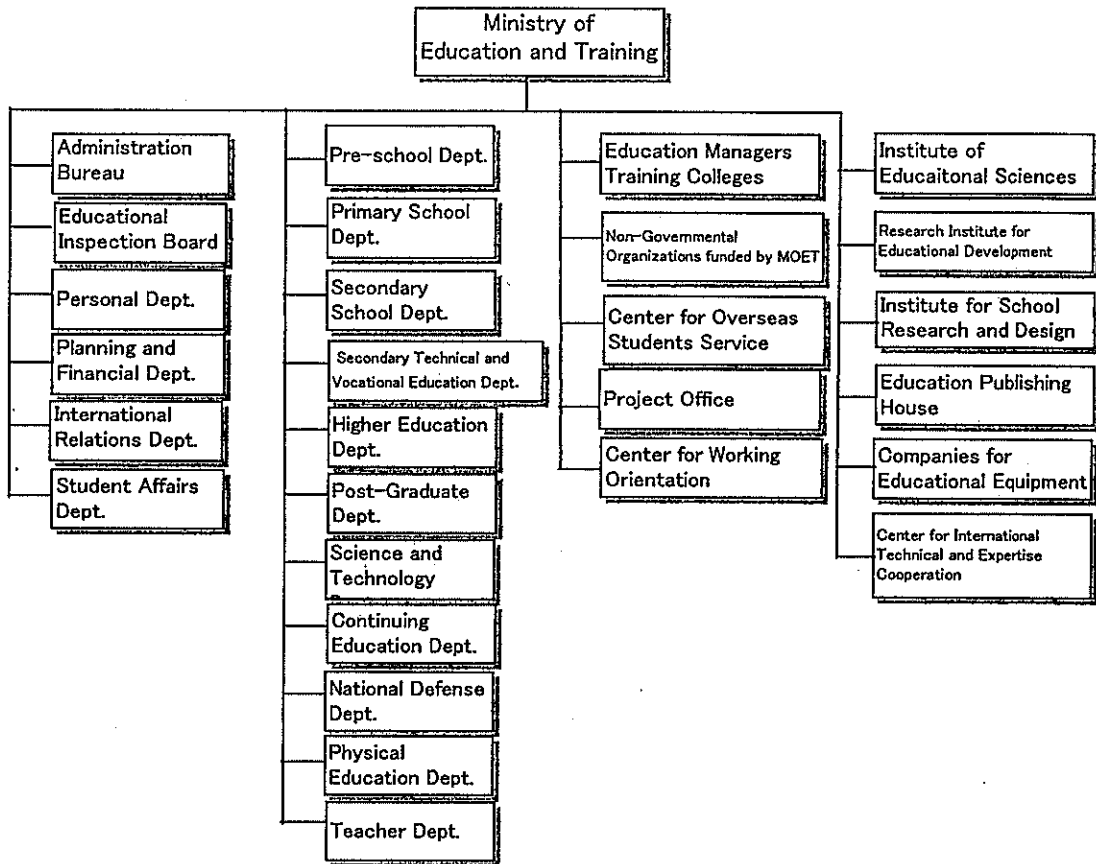 Ministry of
Education and Training
Administration
Bureau
Educational
Inspection Board
Personal Dept.
Planning and
Financial Dept.
International
Relations Dept.
Student Affairs
Dept.
Pre-school Dept.
Primary School
Dept.
Secondary
School Dept.
Secondary Technical and
Vocational Education Dept.
Higher Education
Dept.
Post-Graduate
Dept.
Science and
Technology
Continuing
Education Dept.
National Defense
Dept.
Physical
Education Dept.
Teacher Dept.
Education Managers
Training Colleges
Non-Governmental
Organizations funded by MOET
Center for Overseas
Students Service
Project Office
Center for Working
Orientation
Institute of
Educaitonal Sciences
Research Institute for
Educational Development
Institute for School
Research and Design
Education Publishing
House
Companies for
Educational Equipment
Center for International
Technical and Expertise
Cooperation